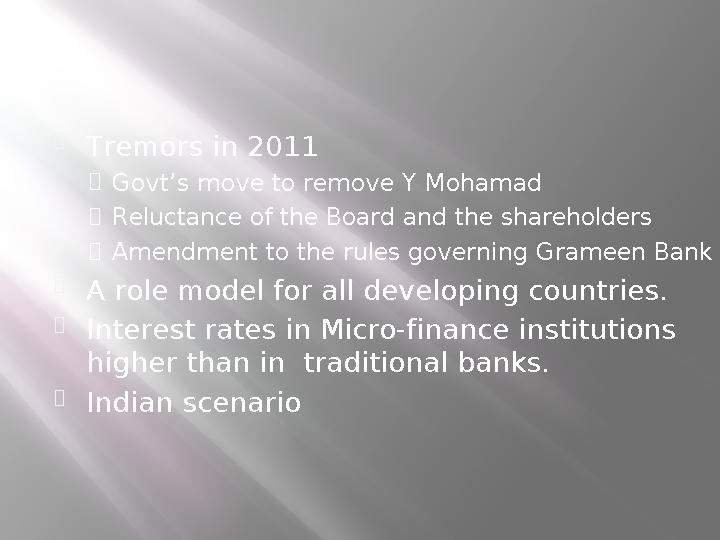 Tremors in 2011
Govt’s move to remove Y Mohamad
Reluctance of the Board and the shareholders
Amendment to the rules governing Grameen Bank
A role model for all developing countries.
Interest rates in Micro-finance institutions
higher than in  traditional banks.
Indian scenario